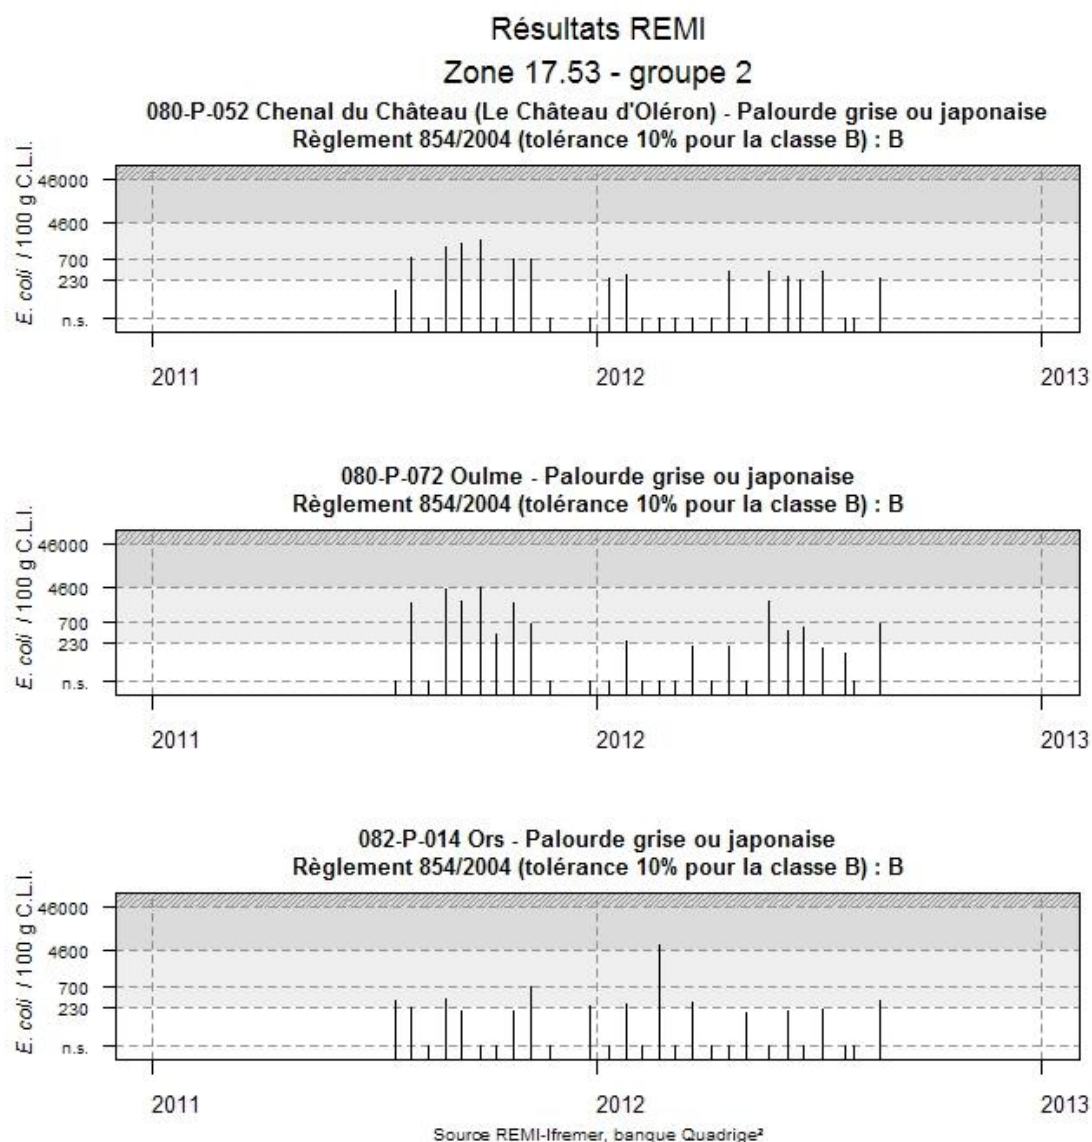 Résultats REMI
Zone 17.53 - groupe 2
080-P-052 Chenal du Château (Le Château d'Oléron) - Palourde grise ou japonaise
Règlement 854/2004 (tolérance 10% pour la classe B) : B
E. coli / 100 g C.L.I.
46000
4600
700
230
n.s.
2011
2012
2013
080-P-072 Oulme - Palourde grise ou japonaise
Règlement 854/2004 (tolérance 10% pour la classe B) : B
E. coli / 100 g C.L.I.
46000
4600
700
230
n.s.
2011
2012
2013
082-P-014 Ors - Palourde grise ou japonaise
Règlement 854/2004 (tolérance 10% pour la classe B) : B
E. coli / 100 g C.L.I.
46000
4600
700
230
n.s.
2011
2012
2013
Source REMI-Ifremer, banque Quadrige²